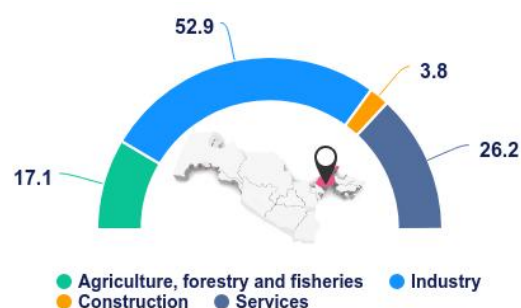 52.9
3.8
17.1
26.2
Agriculture, forestry and fisheries Industry
Construction Services